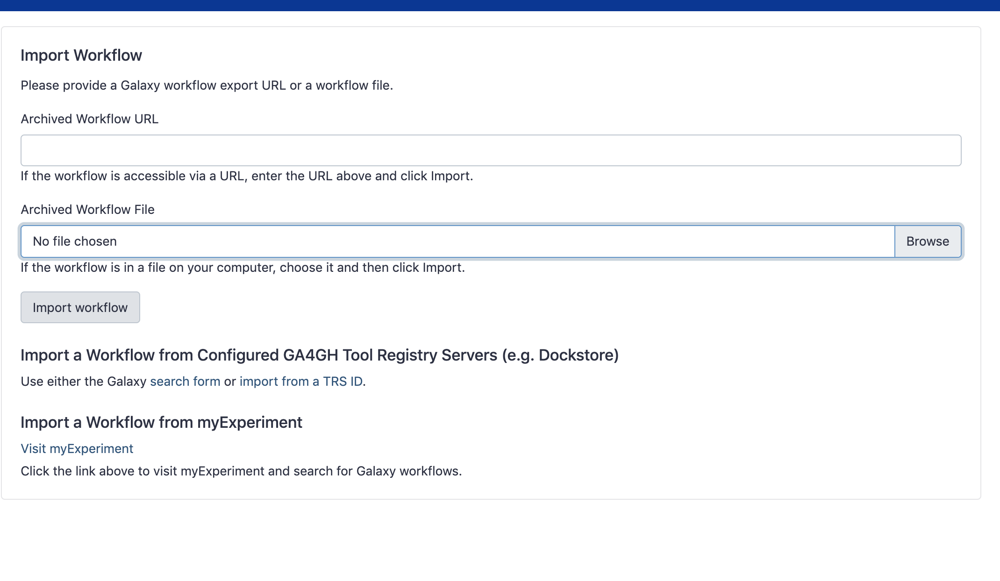 Import Workflow
Please provide a Galaxy workflow export URL or a workflow file.
Archived Workflow URL
If the workflow is accessible via a URL, enter the URL above and click Import.
Archived Workflow File
No file chosen
Browse
If the workflow is in a file on your computer, choose it and then click Import.
Import workflow
Import a Workflow from Configured GA4GH Tool Registry Servers (e.g. Dockstore)
Use either the Galaxy search form or import from a TRS ID.
Import a Workflow from myExperiment
Visit myExperiment
Click the link above to visit myExperiment and search for Galaxy workflows.